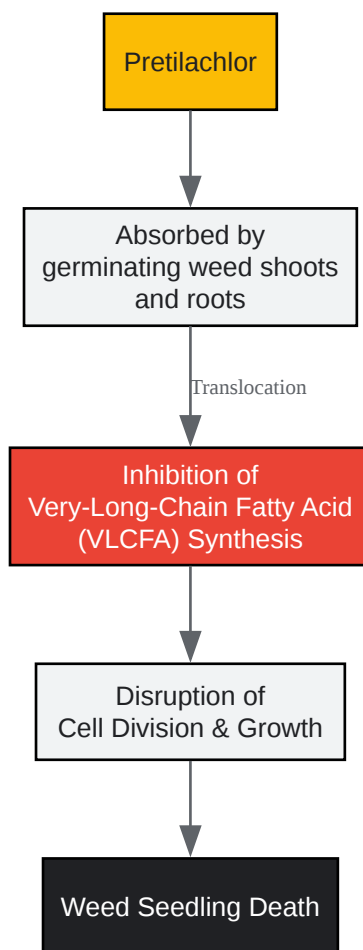 Pretilachlor
Absorbed by
germinating weed shoots
and roots
Translocation
Inhibition of
Very-Long-Chain Fatty Acid
(VLCFA) Synthesis
Disruption of
Cell Division & Growth
Weed Seedling Death